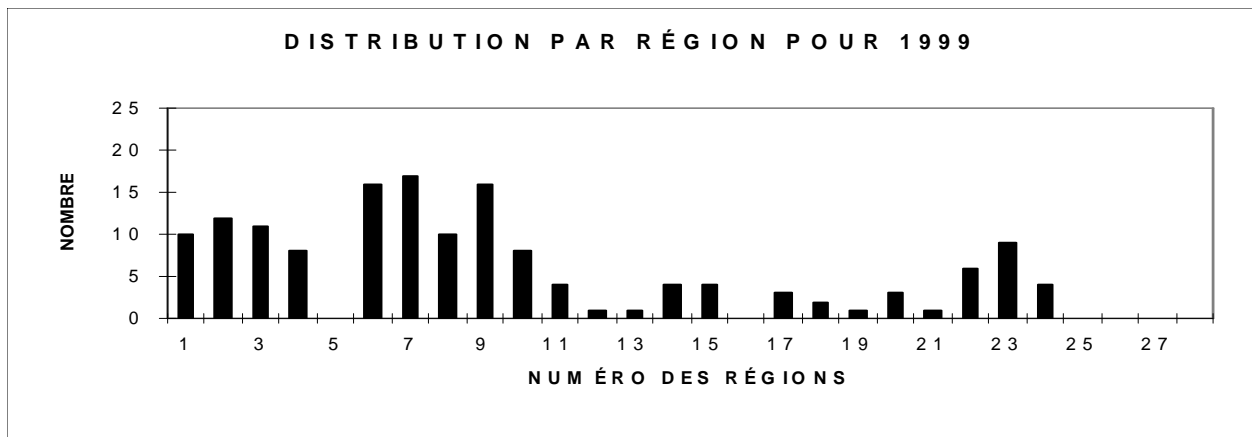 DISTRIBUTION PAR RÉGION POUR 1999
25
20
15
10
5
0
NOMBRE
1 3 5 7 9 11 13 15 17 19 21 23 25 27
NUMÉRO DES RÉGIONS